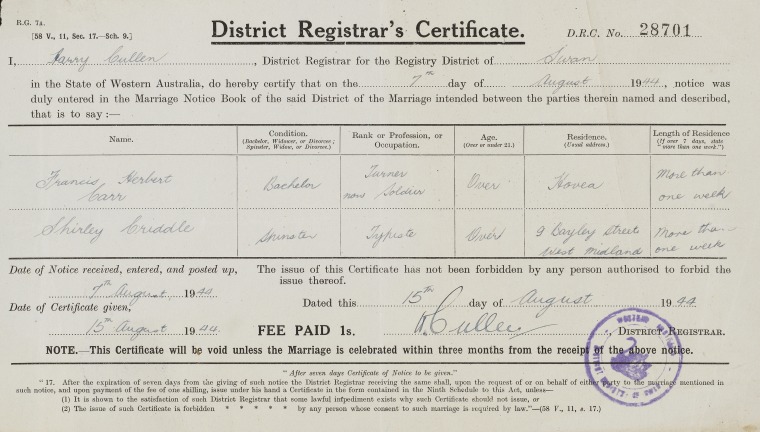 R.G. 7A.
[58 V., 11, Sec. 17.—Sch. 9.]
District Registrar's Certificate.
D.R.C. No. 28701
I, Harry Cullen, District Registrar for the Registry District of Swan
in the State of Western Australia, do hereby certify that on the 7th day of August 1944, notice was
duly entered in the Marriage Notice Book of the said District of the Marriage intended between the parties therein named and described,
that is to say:—
Name. Condition. (Bachelor, Widower, or Divorcee; Spinster, Widow, or Divorcee.) Rank or Profession, or Occupation. Age. (Over or under 21.) Residence. (Usual address.) Length of Residence (If over 7 days, state "more than one week.")
Francis Herbert Carr Bachelor Turner now Soldier Over Hovea More than one week
Shirley Criddle Spinster Typiste Over 9 Bayley Street West Midland More than one week
Date of Notice received, entered, and posted up,
7th August, 1944
Date of Certificate given,
15th August 1944.
The issue of this Certificate has not been forbidden by any person authorised to forbid the
issue thereof.
Dated this 15th day of August 1944
FEE PAID 1s. H. Cullen, DISTRICT REGISTRAR.
NOTE.—This Certificate will be void unless the Marriage is celebrated within three months from the receipt of the above notice.
"After seven days Certificate of Notice to be given."
"17. After the expiration of seven days from the giving of such notice the District Registrar receiving the same shall, upon the request of or on behalf of either party to the marriage mentioned in
such notice, and upon payment of the fee of one shilling, issue under his hand a Certificate in the form contained in the Ninth Schedule to this Act, unless—
(1) It is shown to the satisfaction of such District Registrar that some lawful impediment exists why such Certificate should not issue, or
(2) The issue of such Certificate is forbidden * * * * * by any person whose consent to such marriage is required by law."—(58 V., 11, s. 17.)